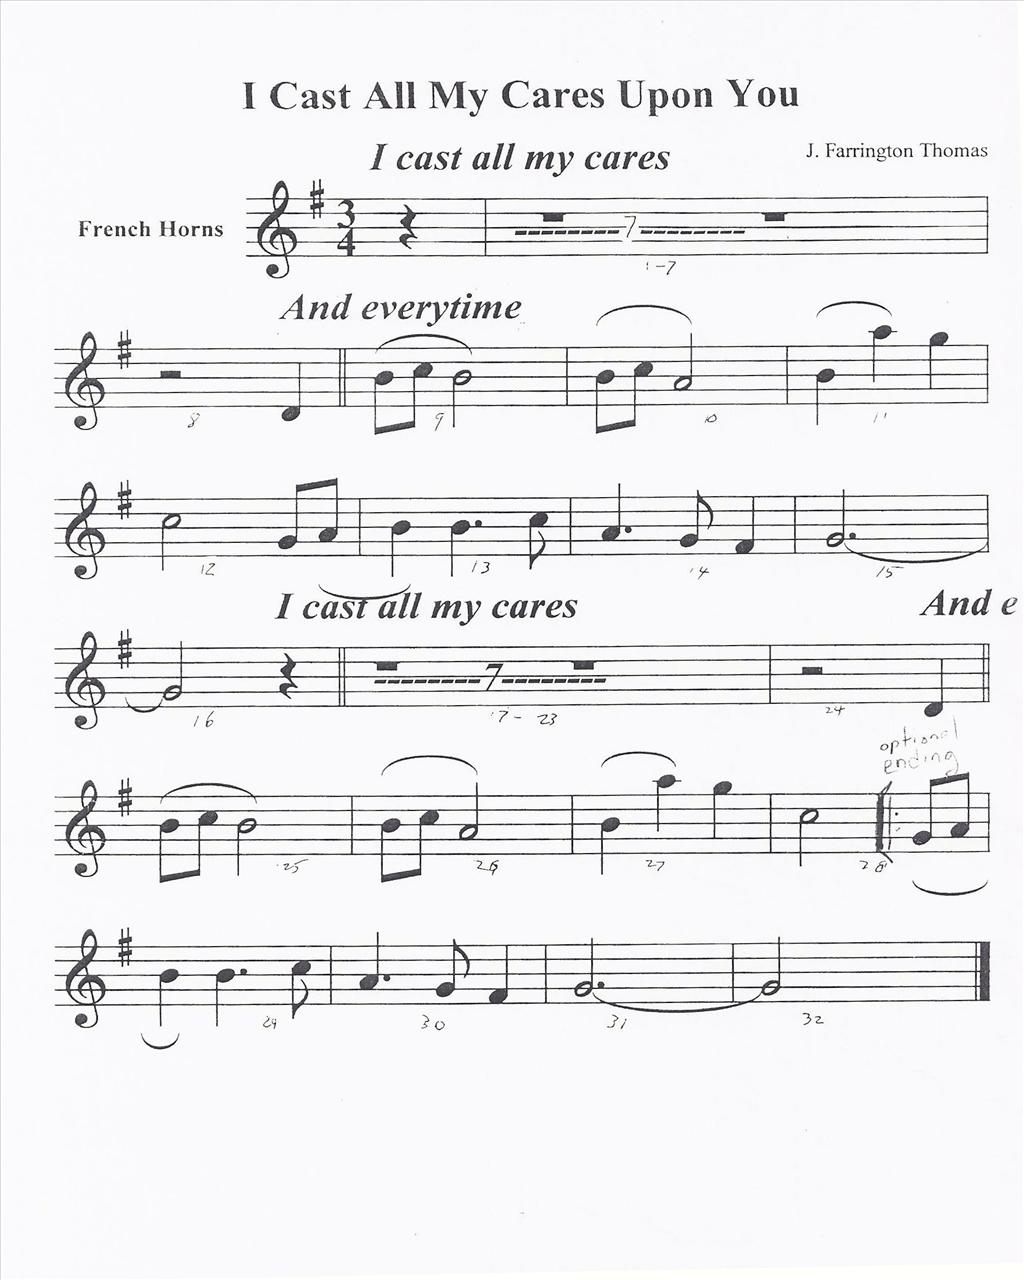 I Cast All My Cares Upon You
I cast all my cares
J. Farrington Thomas
French Horns
3
4
7
1-7
And everytime
8
9
10
11
12
13
14
15
I cast all my cares
And e
7
16
17- 23
24
optional
ending
25
26
27
28
29
30
31
32